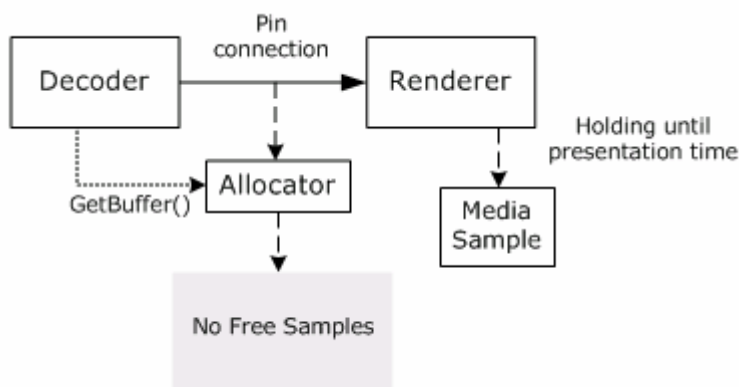 Pin
connection
Decoder
Renderer
Holding until
presentation time
GetBuffer()
Allocator
Media
Sample
No Free Samples